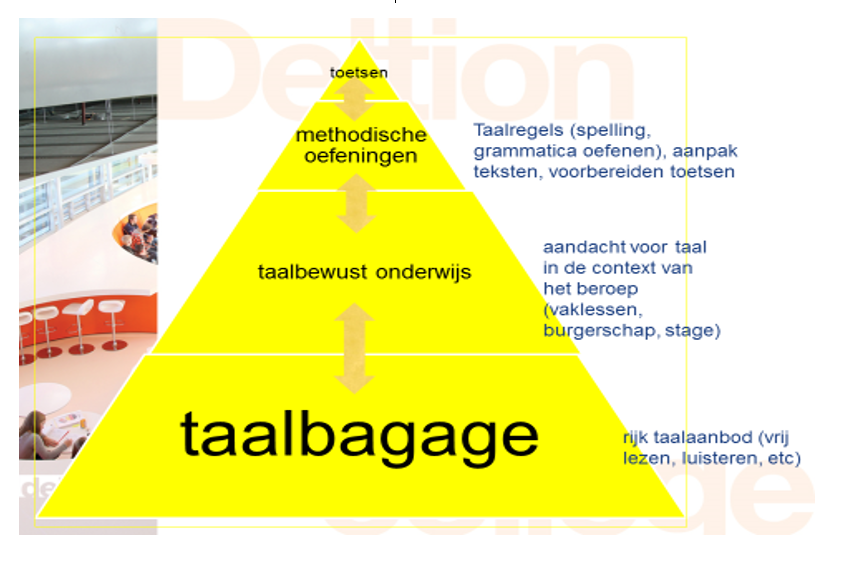 Deltion
toetsen
methodische
oefeningen
Taalregels (spelling,
grammatica oefenen), aanpak
teksten, voorbereiden toetsen
taalbewust onderwijs
aandacht voor taal
in de context van
het beroep
(vaklessen,
burgerschap, stage)
taalbagage
rijk taalaanbod (vrij
lezen, luisteren, etc)